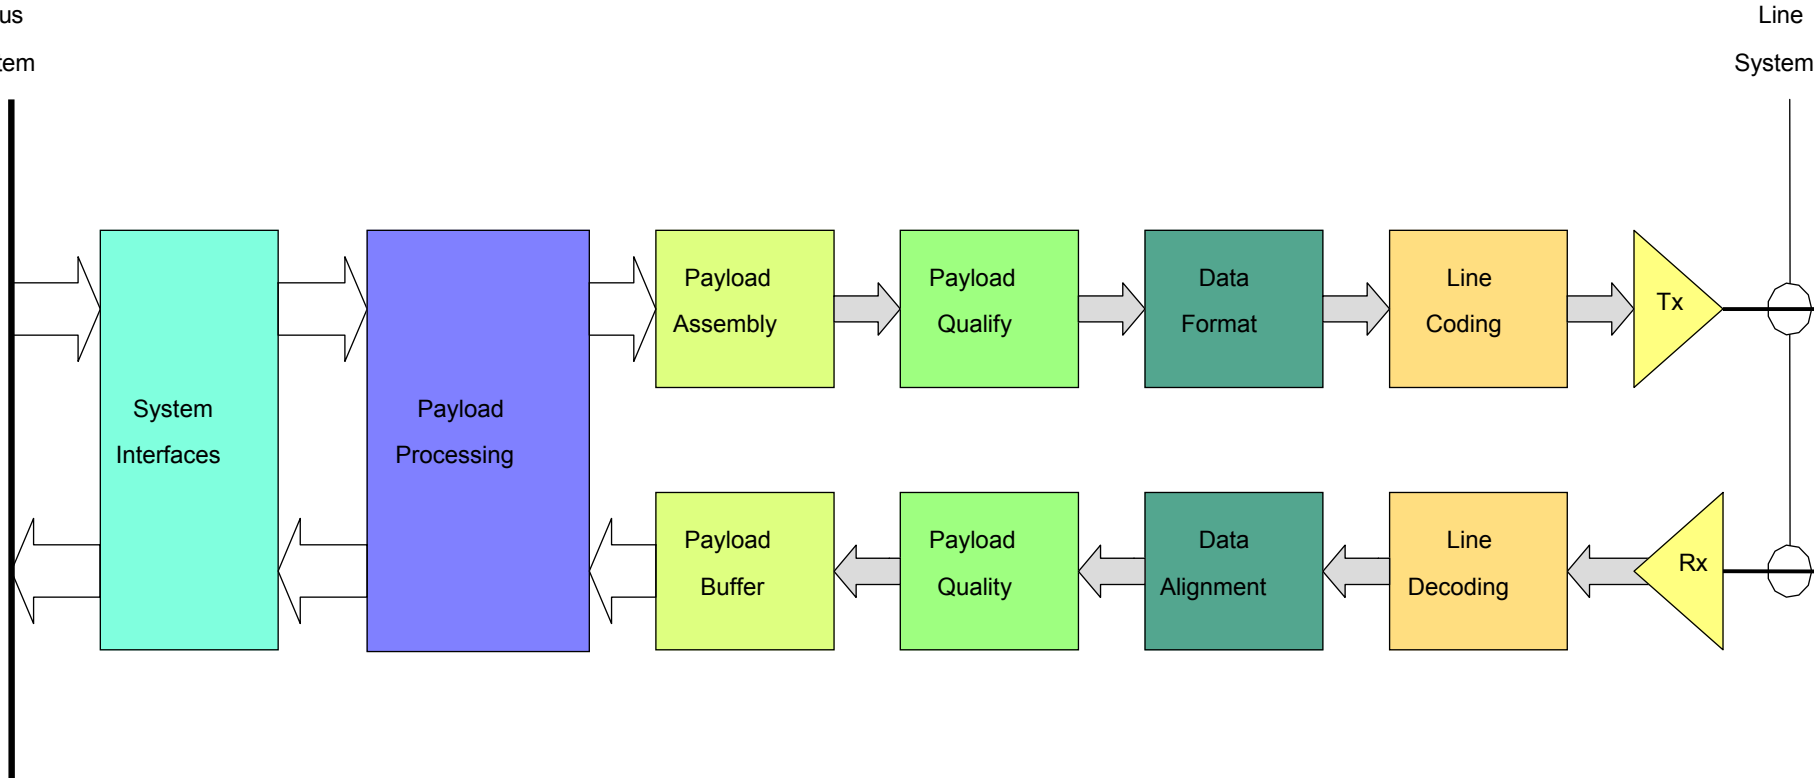 us
tem
Line
System
System
Interfaces
Payload
Processing
Payload
Assembly
Payload
Qualify
Data
Format
Line
Coding
Tx
Payload
Buffer
Payload
Quality
Data
Alignment
Line
Decoding
Rx